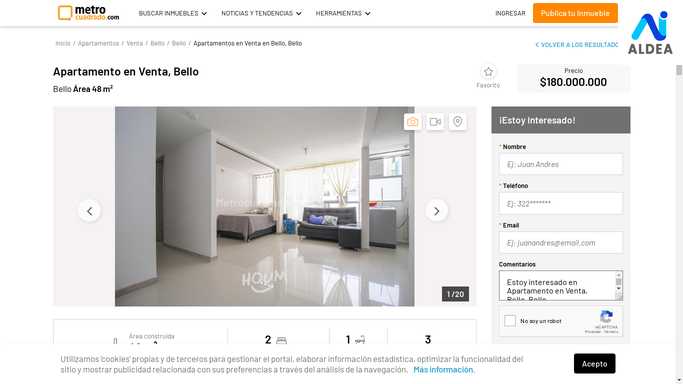 metro
cuadrado.com
BUSCAR INMUEBLES
NOTICIAS Y TENDENCIAS
HERRAMIENTAS
INGRESAR
Publica tu Inmueble
AI
ALDEA
Inicio / Apartamentos / Venta / Bello / Bello / Apartamentos en Venta en Bello, Bello
< VOLVER A LOS RESULTADO
Apartamento en Venta, Bello
Bello Área 48 m²
Favorito
Precio
$180.000.000
HOUM
1 /20
¡Estoy Interesado!
* Nombre
Ej: Juan Andres
* Teléfono
Ej: 322*******
* Email
Ej: juanandres@email.com
Comentarios
Estoy interesado en
Apartamento en Venta,
Bello, Bello
No soy un robot
reCAPTCHA
Privacidad - Términos
Área construida
2
1
3
Utilizamos 'cookies' propias y de terceros para gestionar el portal, elaborar información estadística, optimizar la funcionalidad del
sitio y mostrar publicidad relacionada con sus preferencias a través del análisis de la navegación. Más información.
Acepto